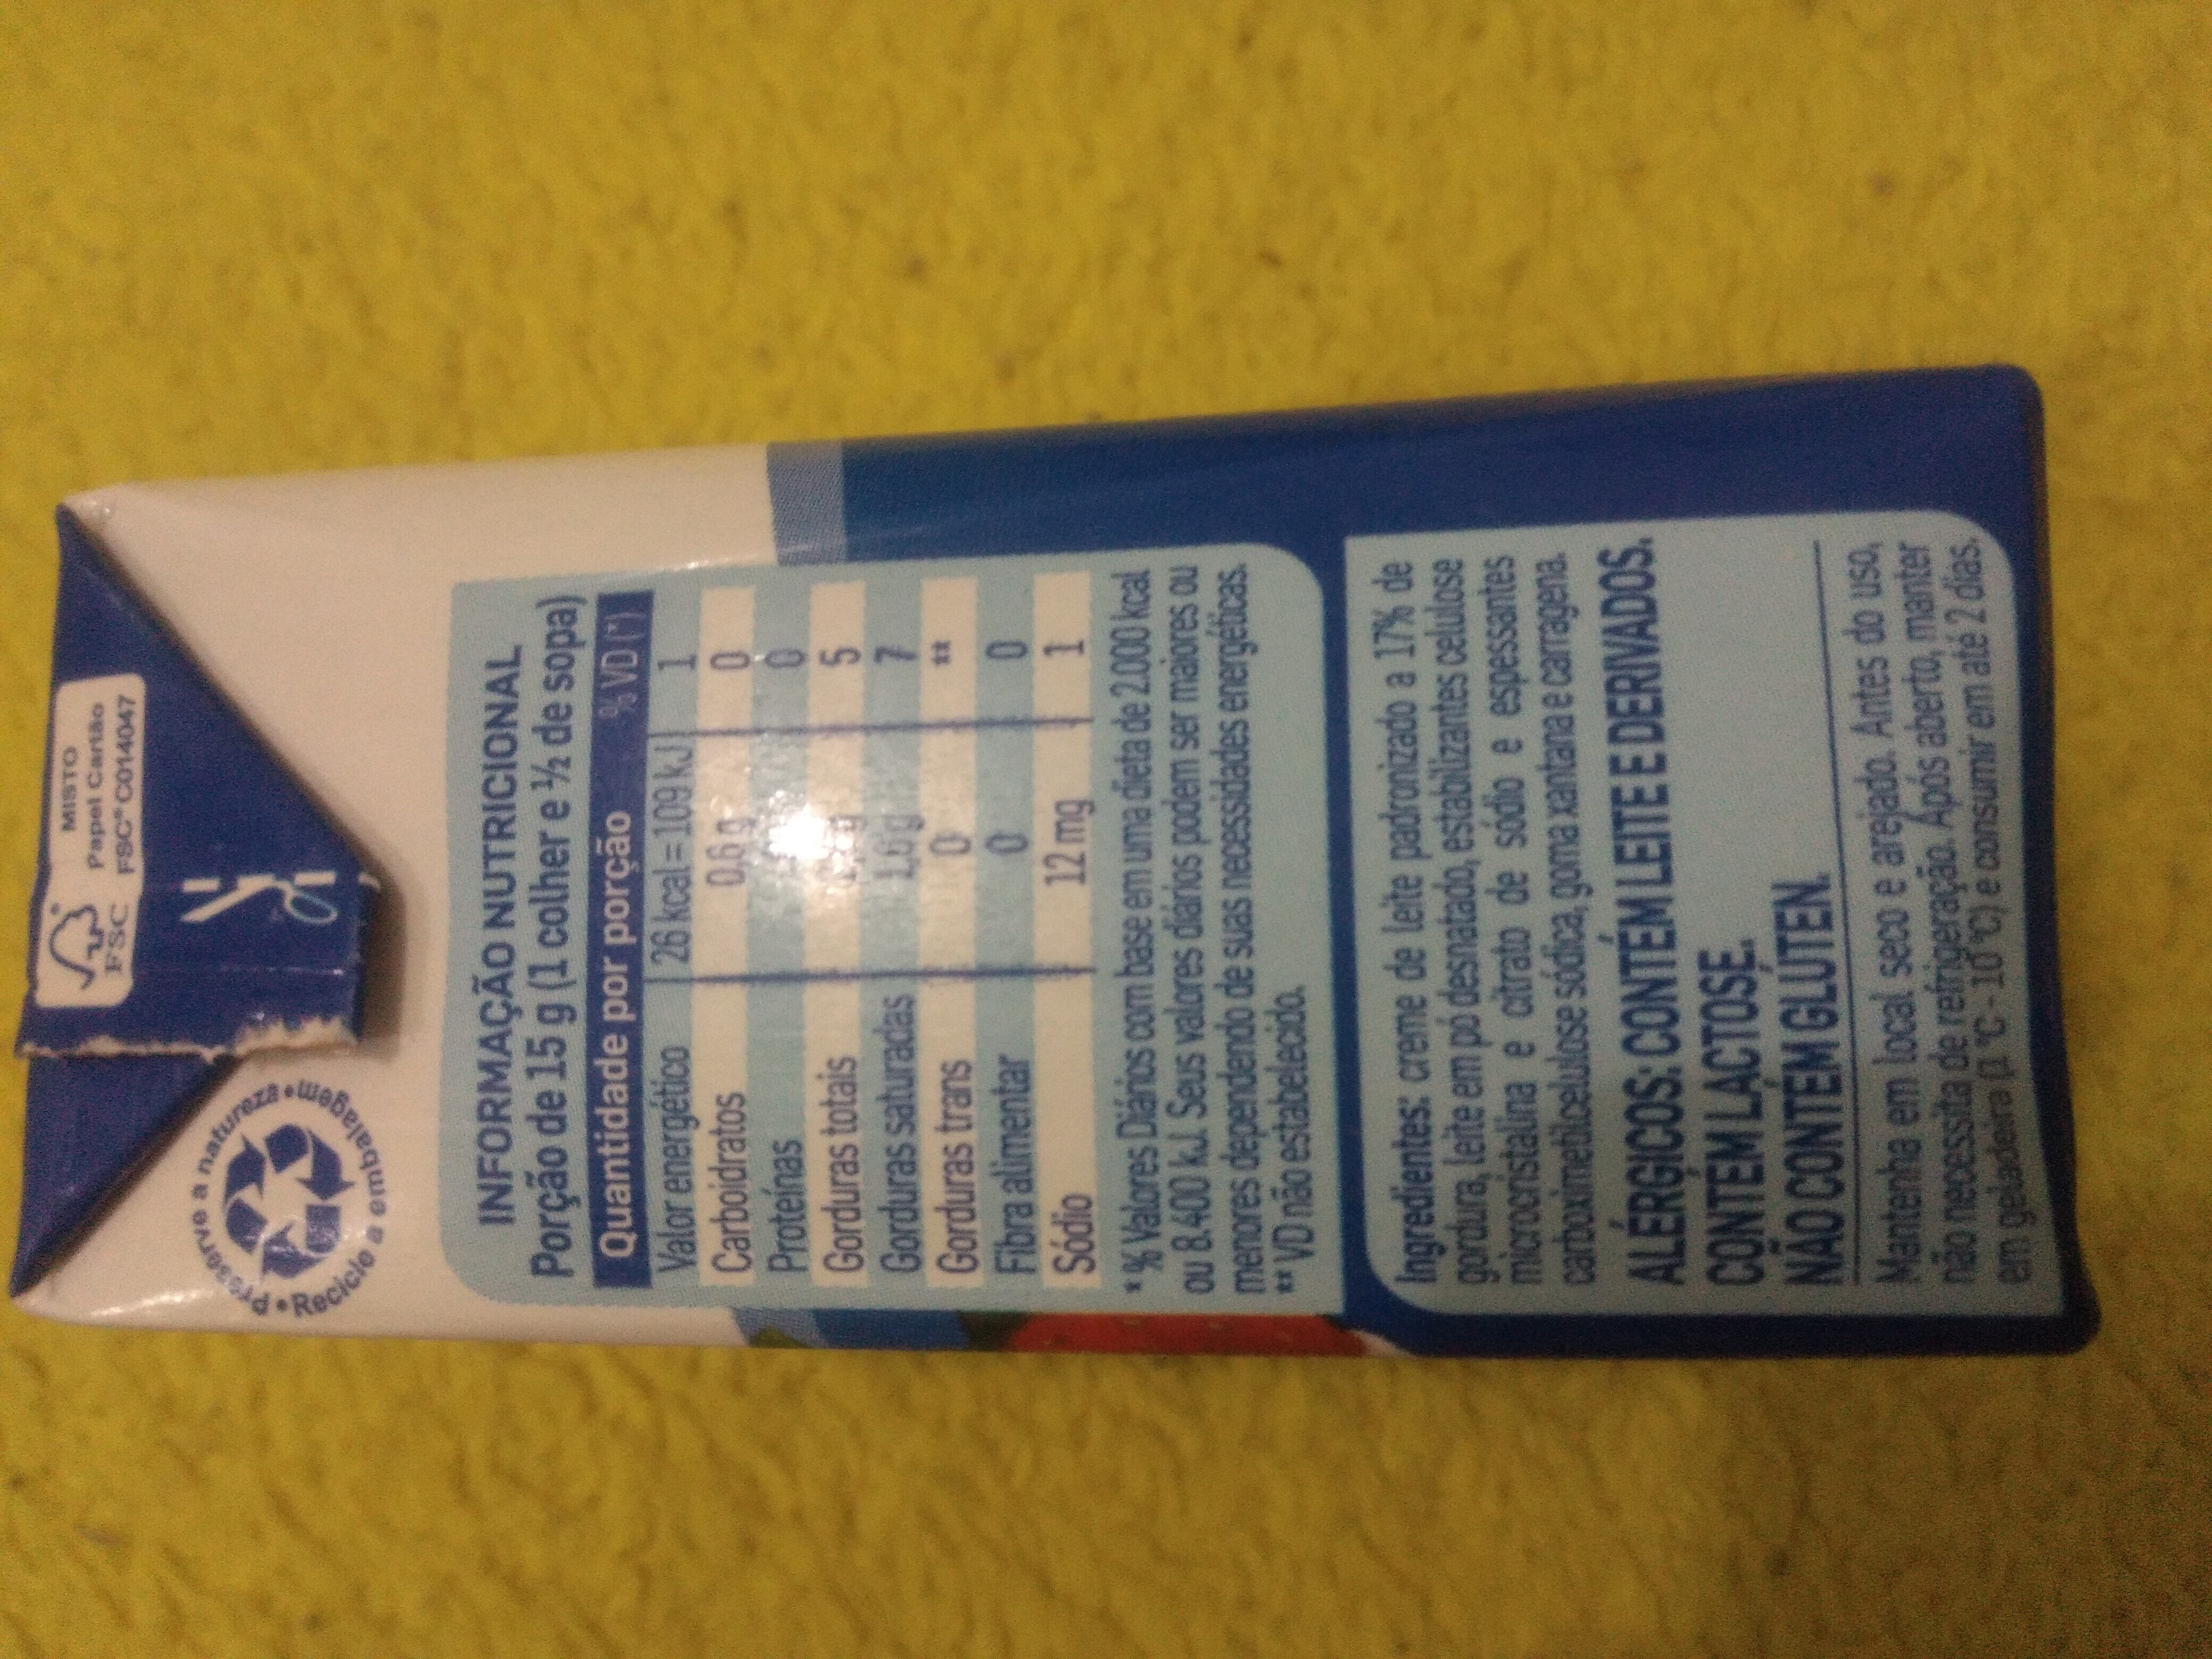 MISTO
Papel Cartão
FSC® C014047
FSC
Preserve a natureza • Recicle a embalagem •
INFORMAÇÃO NUTRICIONAL
Porção de 15 g (1 colher e ½ de sopa)
Quantidade por porção % VD (*)
Valor energético 26 kcal = 109 kJ 1
Carboidratos 0,6 g 0
Proteínas 0
Gorduras totais 5
Gorduras saturadas 1,6 g 7
Gorduras trans 0 **
Fibra alimentar 0 0
Sódio 12 mg 1
* % Valores Diários com base em uma dieta de 2.000 kcal
ou 8.400 kJ. Seus valores diários podem ser maiores ou
menores dependendo de suas necessidades energéticas.
** VD não estabelecido.
Ingredientes: creme de leite padronizado a 17% de
gordura, leite em pó desnatado, estabilizantes celulose
microcristalina e citrato de sódio e espessantes
carboximetilcelulose sódica, goma xantana e carragena.
ALÉRGICOS: CONTÉM LEITE E DERIVADOS.
CONTÉM LACTOSE.
NÃO CONTÉM GLÚTEN.
Mantenha em local seco e arejado. Antes do uso,
não necessita de refrigeração. Após aberto, manter
em geladeira (1 °C - 10 °C) e consumir em até 2 dias.